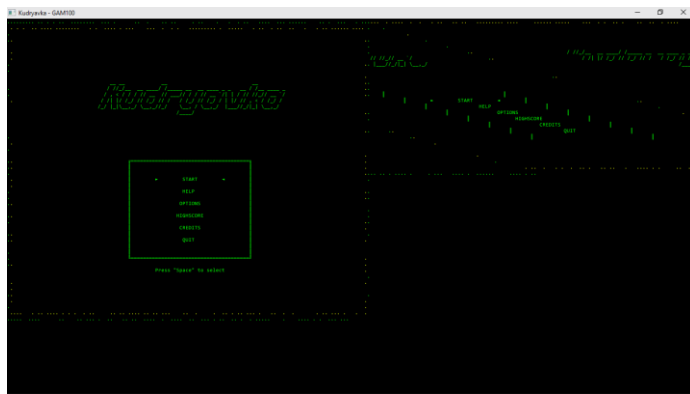 Kudryavka - GAM100
Kudryavka
* START *
HELP
OPTIONS
HIGHSCORE
CREDITS
QUIT
Press "Space" to select
* START *
HELP
OPTIONS
HIGHSCORE
CREDITS
QUIT